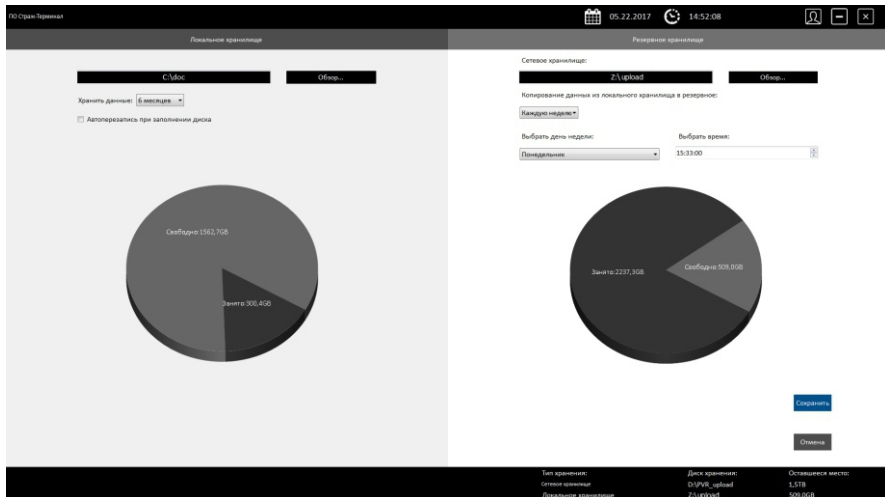 ПО Страж-Терминал
05.22.2017 14:52:08
Локальное хранилище
Резервное хранилище
C:\doc
Обзор...
Хранить данные: 6 месяцев
Автоперезапись при заполнении диска
Свободно:1562,7GB
Занято:300,4GB
Сетевое хранилище:
Z:\upload
Обзор...
Копирование данных из локального хранилища в резервное:
Каждую неделю
Выбрать день недели:
Выбрать время:
Понедельник
15:33:00
Занято:2237,3GB
Свободно:509,0GB
Сохранить
Отмена
Тип хранения: Диск хранения: Оставшееся место:
Сетевое хранилище D:\PVR_upload 1,5TB
Локальное хранилище Z:\upload 509,0GB